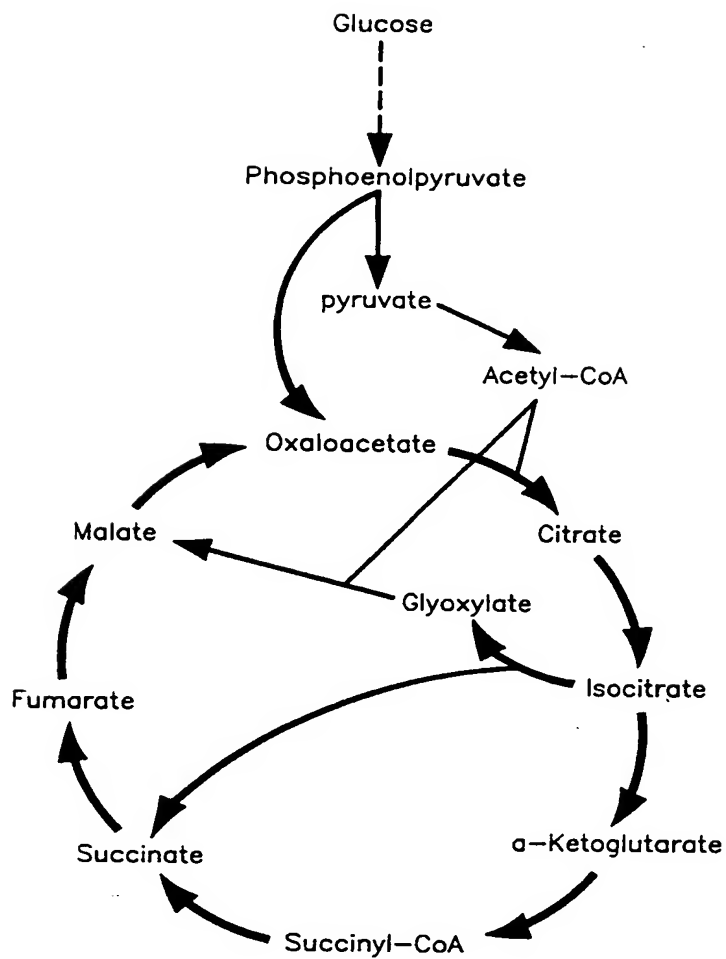 Glucose
Phosphoenolpyruvate
pyruvate
Acetyl-CoA
Oxaloacetate
Citrate
Malate
Glyoxylate
Isocitrate
Fumarate
a-Ketoglutarate
Succinate
Succinyl-CoA